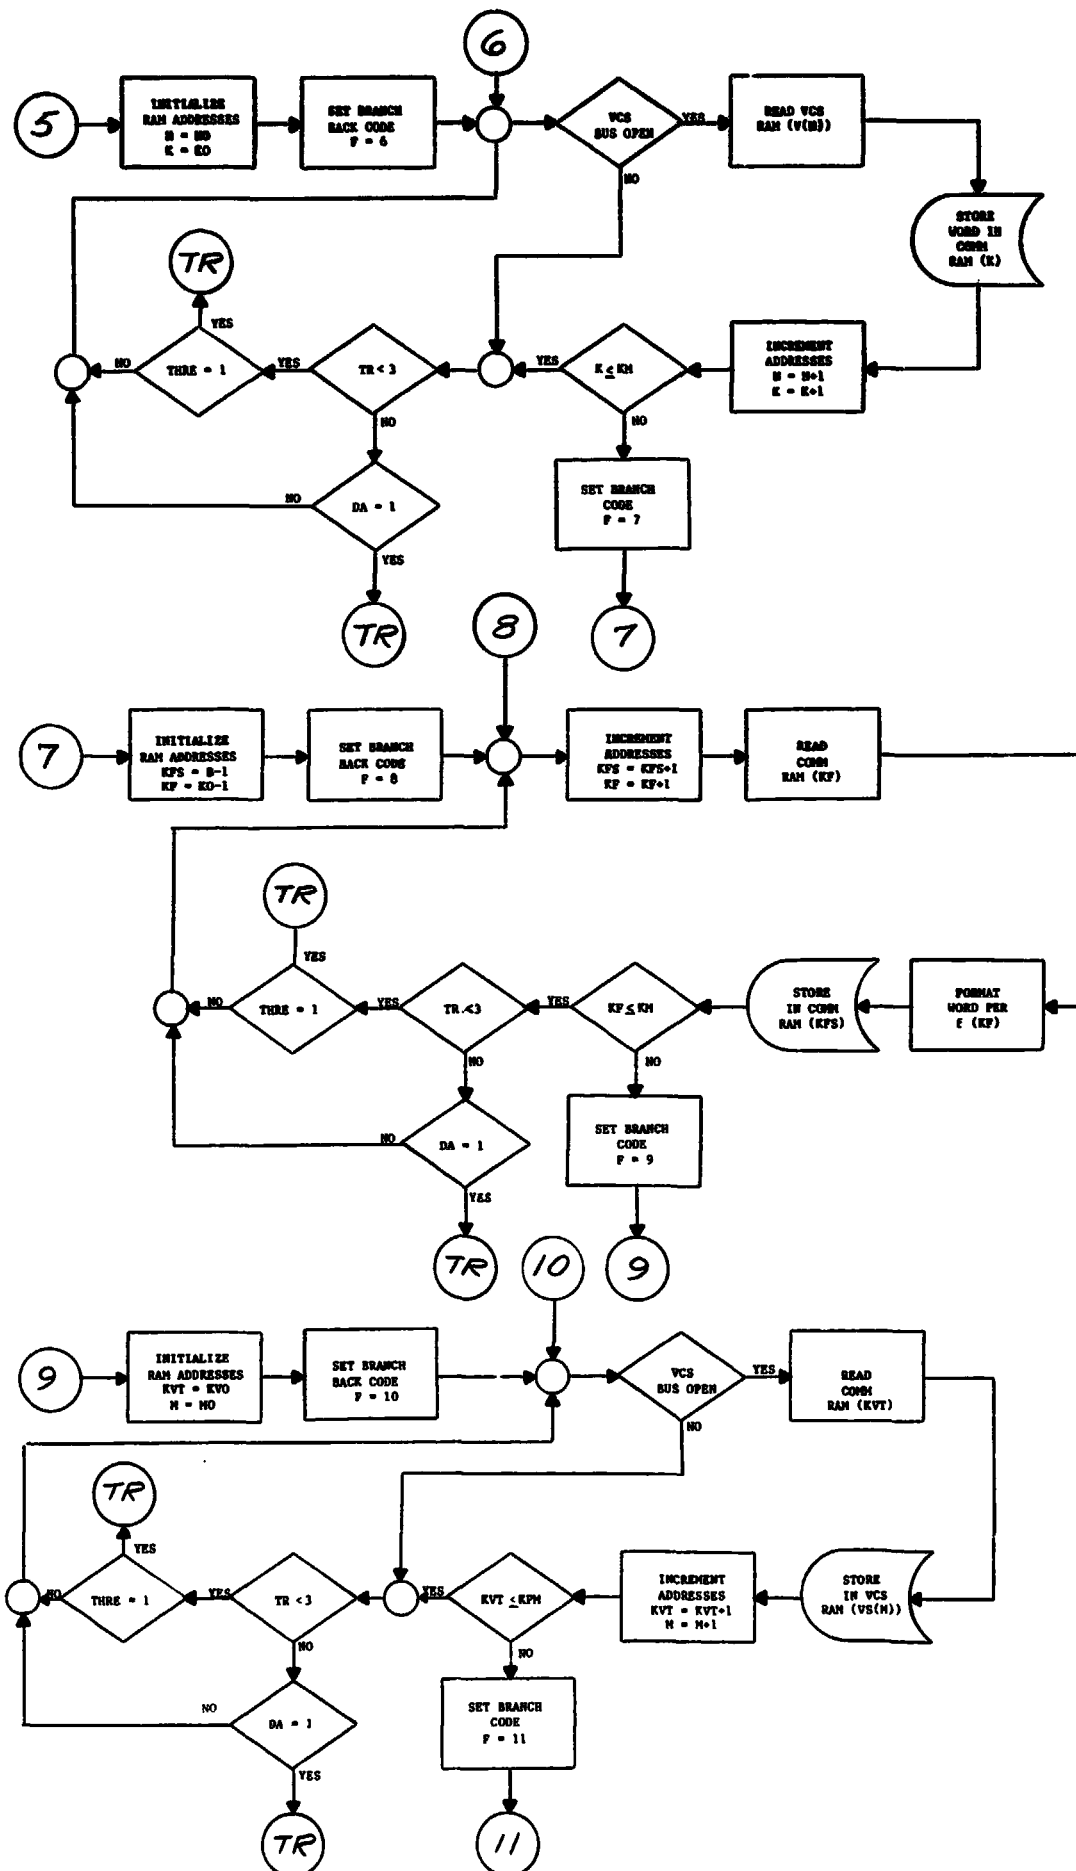 6
5
INITIALIZE
RAM ADDRESSES
M = MO
K = KO
SET BRANCH
BACK CODE
F = 6
VCS
BUS OPEN
YES
NO
READ VCS
RAM (V(M))
STORE
WORD IN
COMM
RAM (K)
INCREMENT
ADDRESSES
M = M+1
K = K+1
K ≤ KM
YES
NO
TR < 3
YES
NO
THRE = 1
YES
NO
TR
DA = 1
NO
YES
TR
SET BRANCH
CODE
F = 7
7
8
7
INITIALIZE
RAM ADDRESSES
KFS = B-1
KF = KO-1
SET BRANCH
BACK CODE
F = 8
INCREMENT
ADDRESSES
KFS = KFS+1
KF = KF+1
READ
COMM
RAM (KF)
FORMAT
WORD PER
f (KF)
STORE
IN COMM
RAM (KFS)
KF ≤ KM
YES
NO
TR.<3
YES
NO
THRE = 1
YES
NO
TR
DA = 1
NO
YES
TR
SET BRANCH
CODE
F = 9
9
10
9
INITIALIZE
RAM ADDRESSES
KVT = KVO
M = MO
SET BRANCH
BACK CODE
F = 10
VCS
BUS OPEN
YES
NO
READ
COMM
RAM (KVT)
STORE
IN VCS
RAM (VS(M))
INCREMENT
ADDRESSES
KVT = KVT+1
M = M+1
KVT ≤ KPM
YES
NO
TR < 3
YES
NO
THRE = 1
YES
NO
TR
DA = 1
NO
YES
TR
SET BRANCH
CODE
F = 11
11